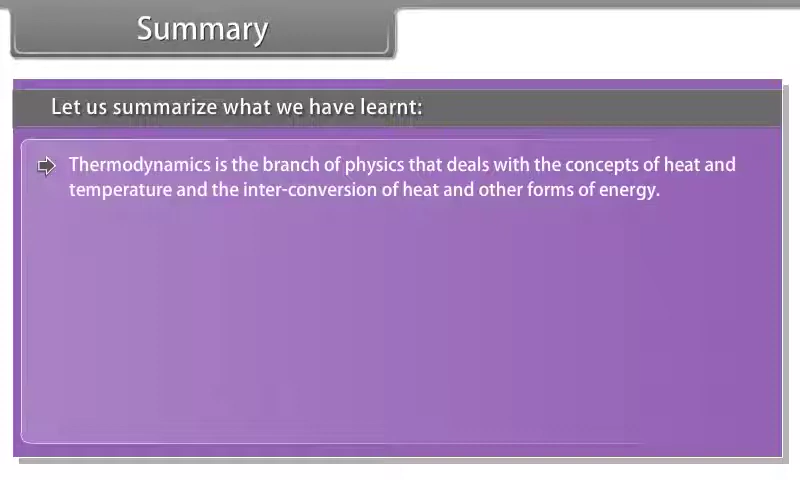 Summary
Let us summarize what we have learnt:
Thermodynamics is the branch of physics that deals with the concepts of heat and
temperature and the inter-conversion of heat and other forms of energy.